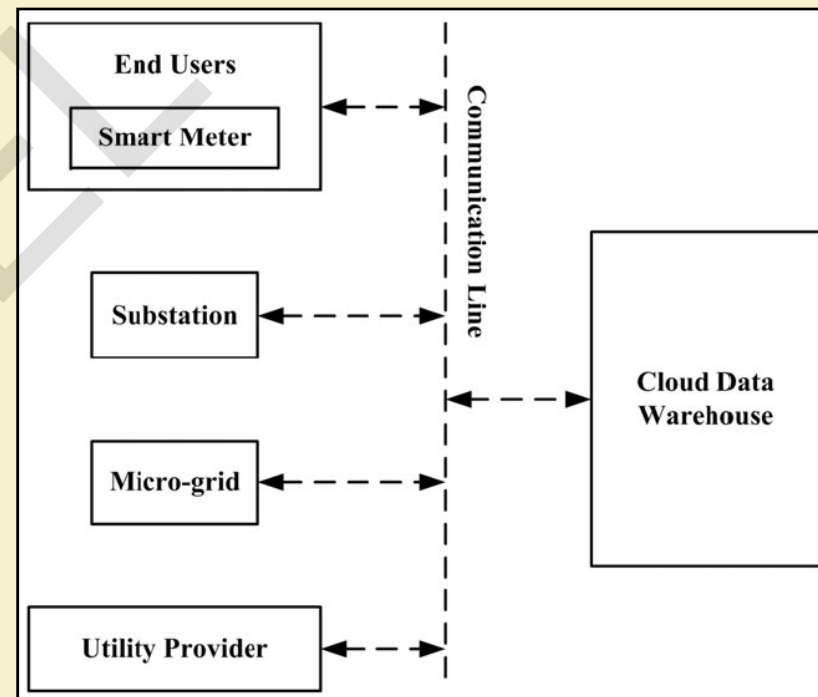 End Users
Smart Meter
Communication Line
Substation
Cloud Data
Warehouse
Micro-grid
Utility Provider